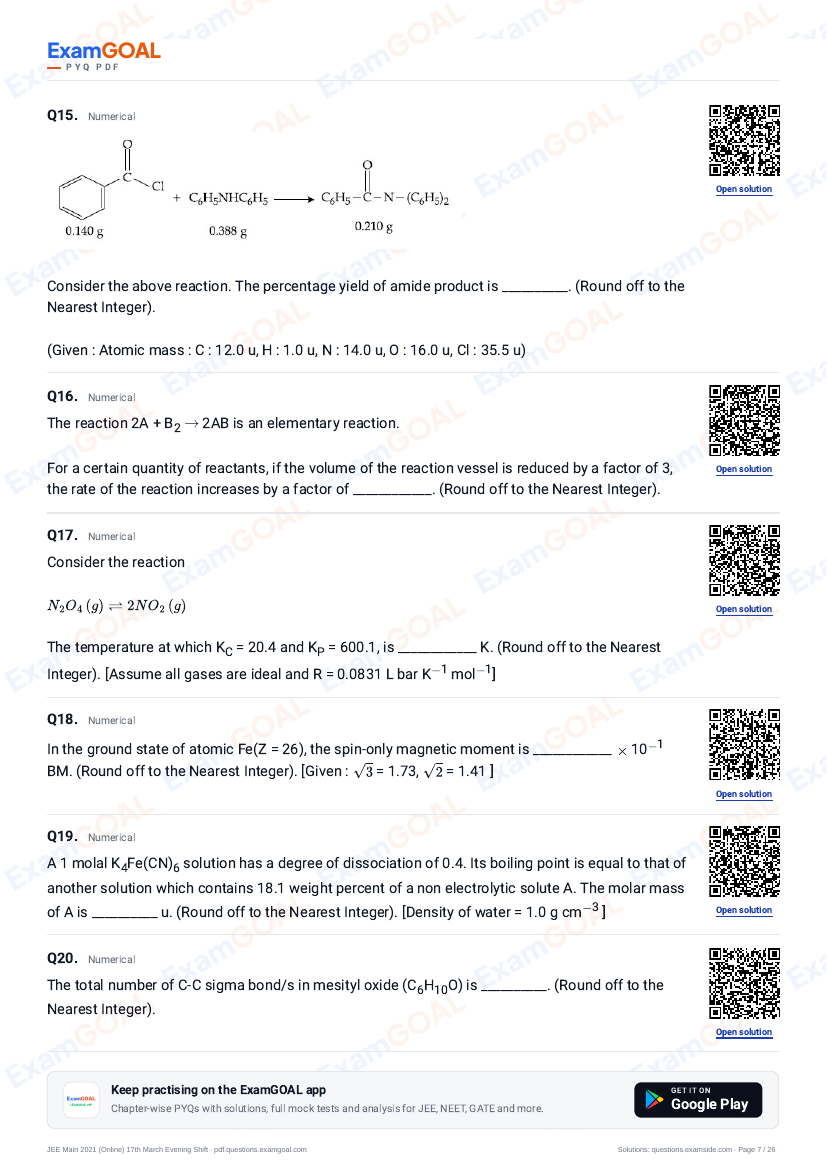 ExamGOAL
PYQ PDF
Q15. Numerical
O
C
Cl
+ C₆H₅NHC₆H₅ ⟶ C₆H₅−C−N−(C₆H₅)₂
O
0.140 g
0.388 g
0.210 g
Open solution
Consider the above reaction. The percentage yield of amide product is __________. (Round off to the
Nearest Integer).
(Given : Atomic mass : C : 12.0 u, H : 1.0 u, N : 14.0 u, O : 16.0 u, Cl : 35.5 u)
Q16. Numerical
The reaction 2A + B₂ → 2AB is an elementary reaction.
For a certain quantity of reactants, if the volume of the reaction vessel is reduced by a factor of 3,
the rate of the reaction increases by a factor of ____________. (Round off to the Nearest Integer).
Open solution
Q17. Numerical
Consider the reaction
N₂O₄ (g) ⇌ 2NO₂ (g)
The temperature at which K_C = 20.4 and K_P = 600.1, is ____________ K. (Round off to the Nearest
Integer). [Assume all gases are ideal and R = 0.0831 L bar K⁻¹ mol⁻¹]
Open solution
Q18. Numerical
In the ground state of atomic Fe(Z = 26), the spin-only magnetic moment is ____________ × 10⁻¹
BM. (Round off to the Nearest Integer). [Given : √3 = 1.73, √2 = 1.41 ]
Open solution
Q19. Numerical
A 1 molal K₄Fe(CN)₆ solution has a degree of dissociation of 0.4. Its boiling point is equal to that of
another solution which contains 18.1 weight percent of a non electrolytic solute A. The molar mass
of A is __________ u. (Round off to the Nearest Integer). [Density of water = 1.0 g cm⁻³ ]
Open solution
Q20. Numerical
The total number of C-C sigma bond/s in mesityl oxide (C₆H₁₀O) is __________. (Round off to the
Nearest Integer).
Open solution
ExamGOAL
Keep practising on the ExamGOAL app
Chapter-wise PYQs with solutions, full mock tests and analysis for JEE, NEET, GATE and more.
GET IT ON
Google Play
JEE Main 2021 (Online) 17th March Evening Shift · pdf.questions.examgoal.com
Solutions: questions.examside.com · Page 7 / 26